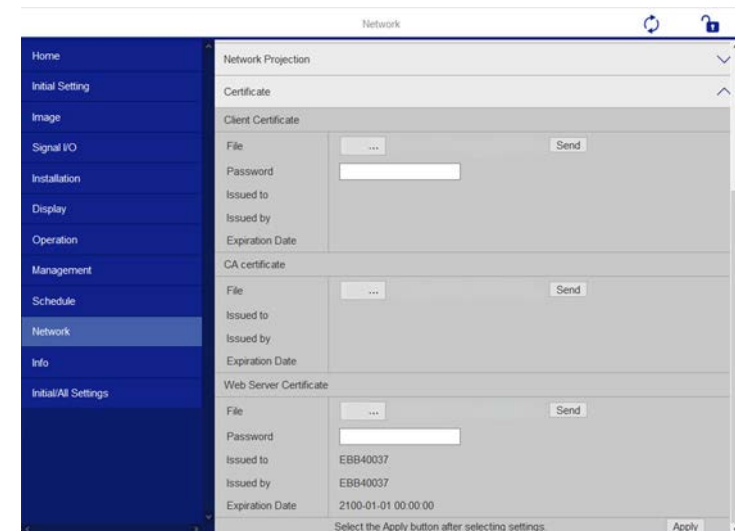 Network
Home
Initial Setting
Image
Signal I/O
Installation
Display
Operation
Management
Schedule
Network
Info
Initial/All Settings
Network Projection
Certificate
Client Certificate
File ... Send
Password
Issued to
Issued by
Expiration Date
CA certificate
File ... Send
Issued to
Issued by
Expiration Date
Web Server Certificate
File ... Send
Password
Issued to EBB40037
Issued by EBB40037
Expiration Date 2100-01-01 00:00:00
Select the Apply button after selecting settings. Apply